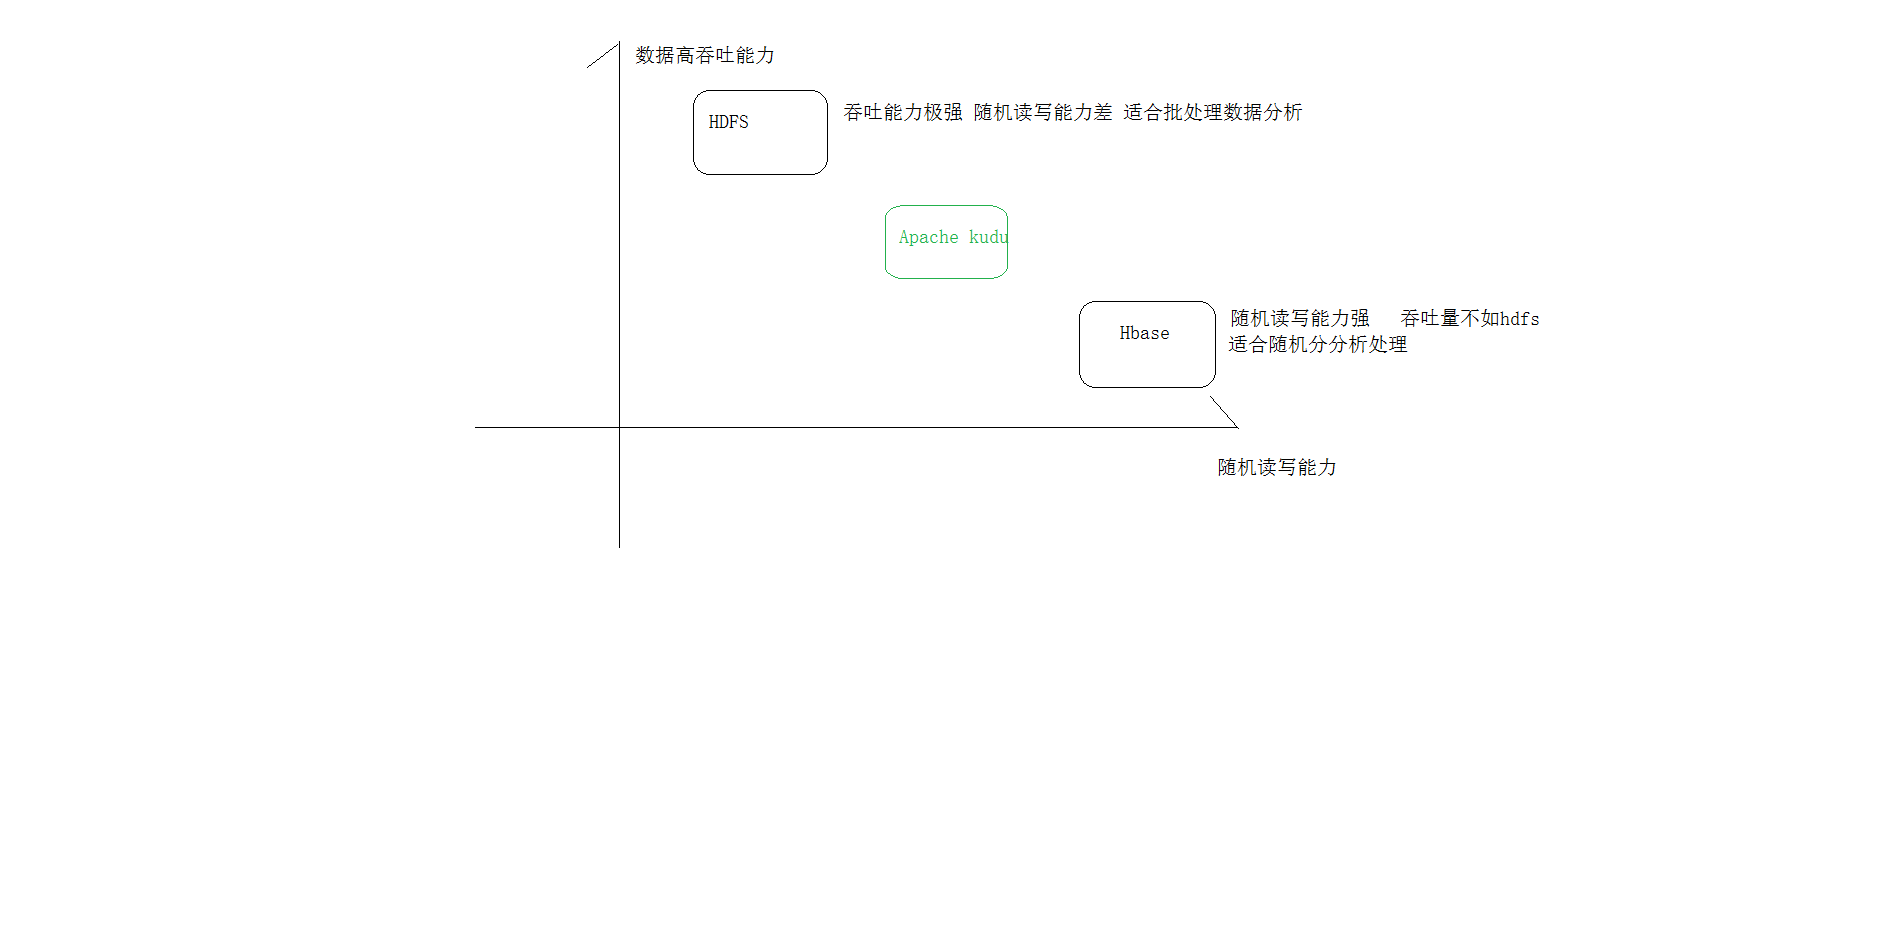 数据高吞吐能力
HDFS
吞吐能力极强 随机读写能力差 适合批处理数据分析
Apache kudu
Hbase
随机读写能力强 吞吐量不如hdfs
适合随机分分析处理
随机读写能力